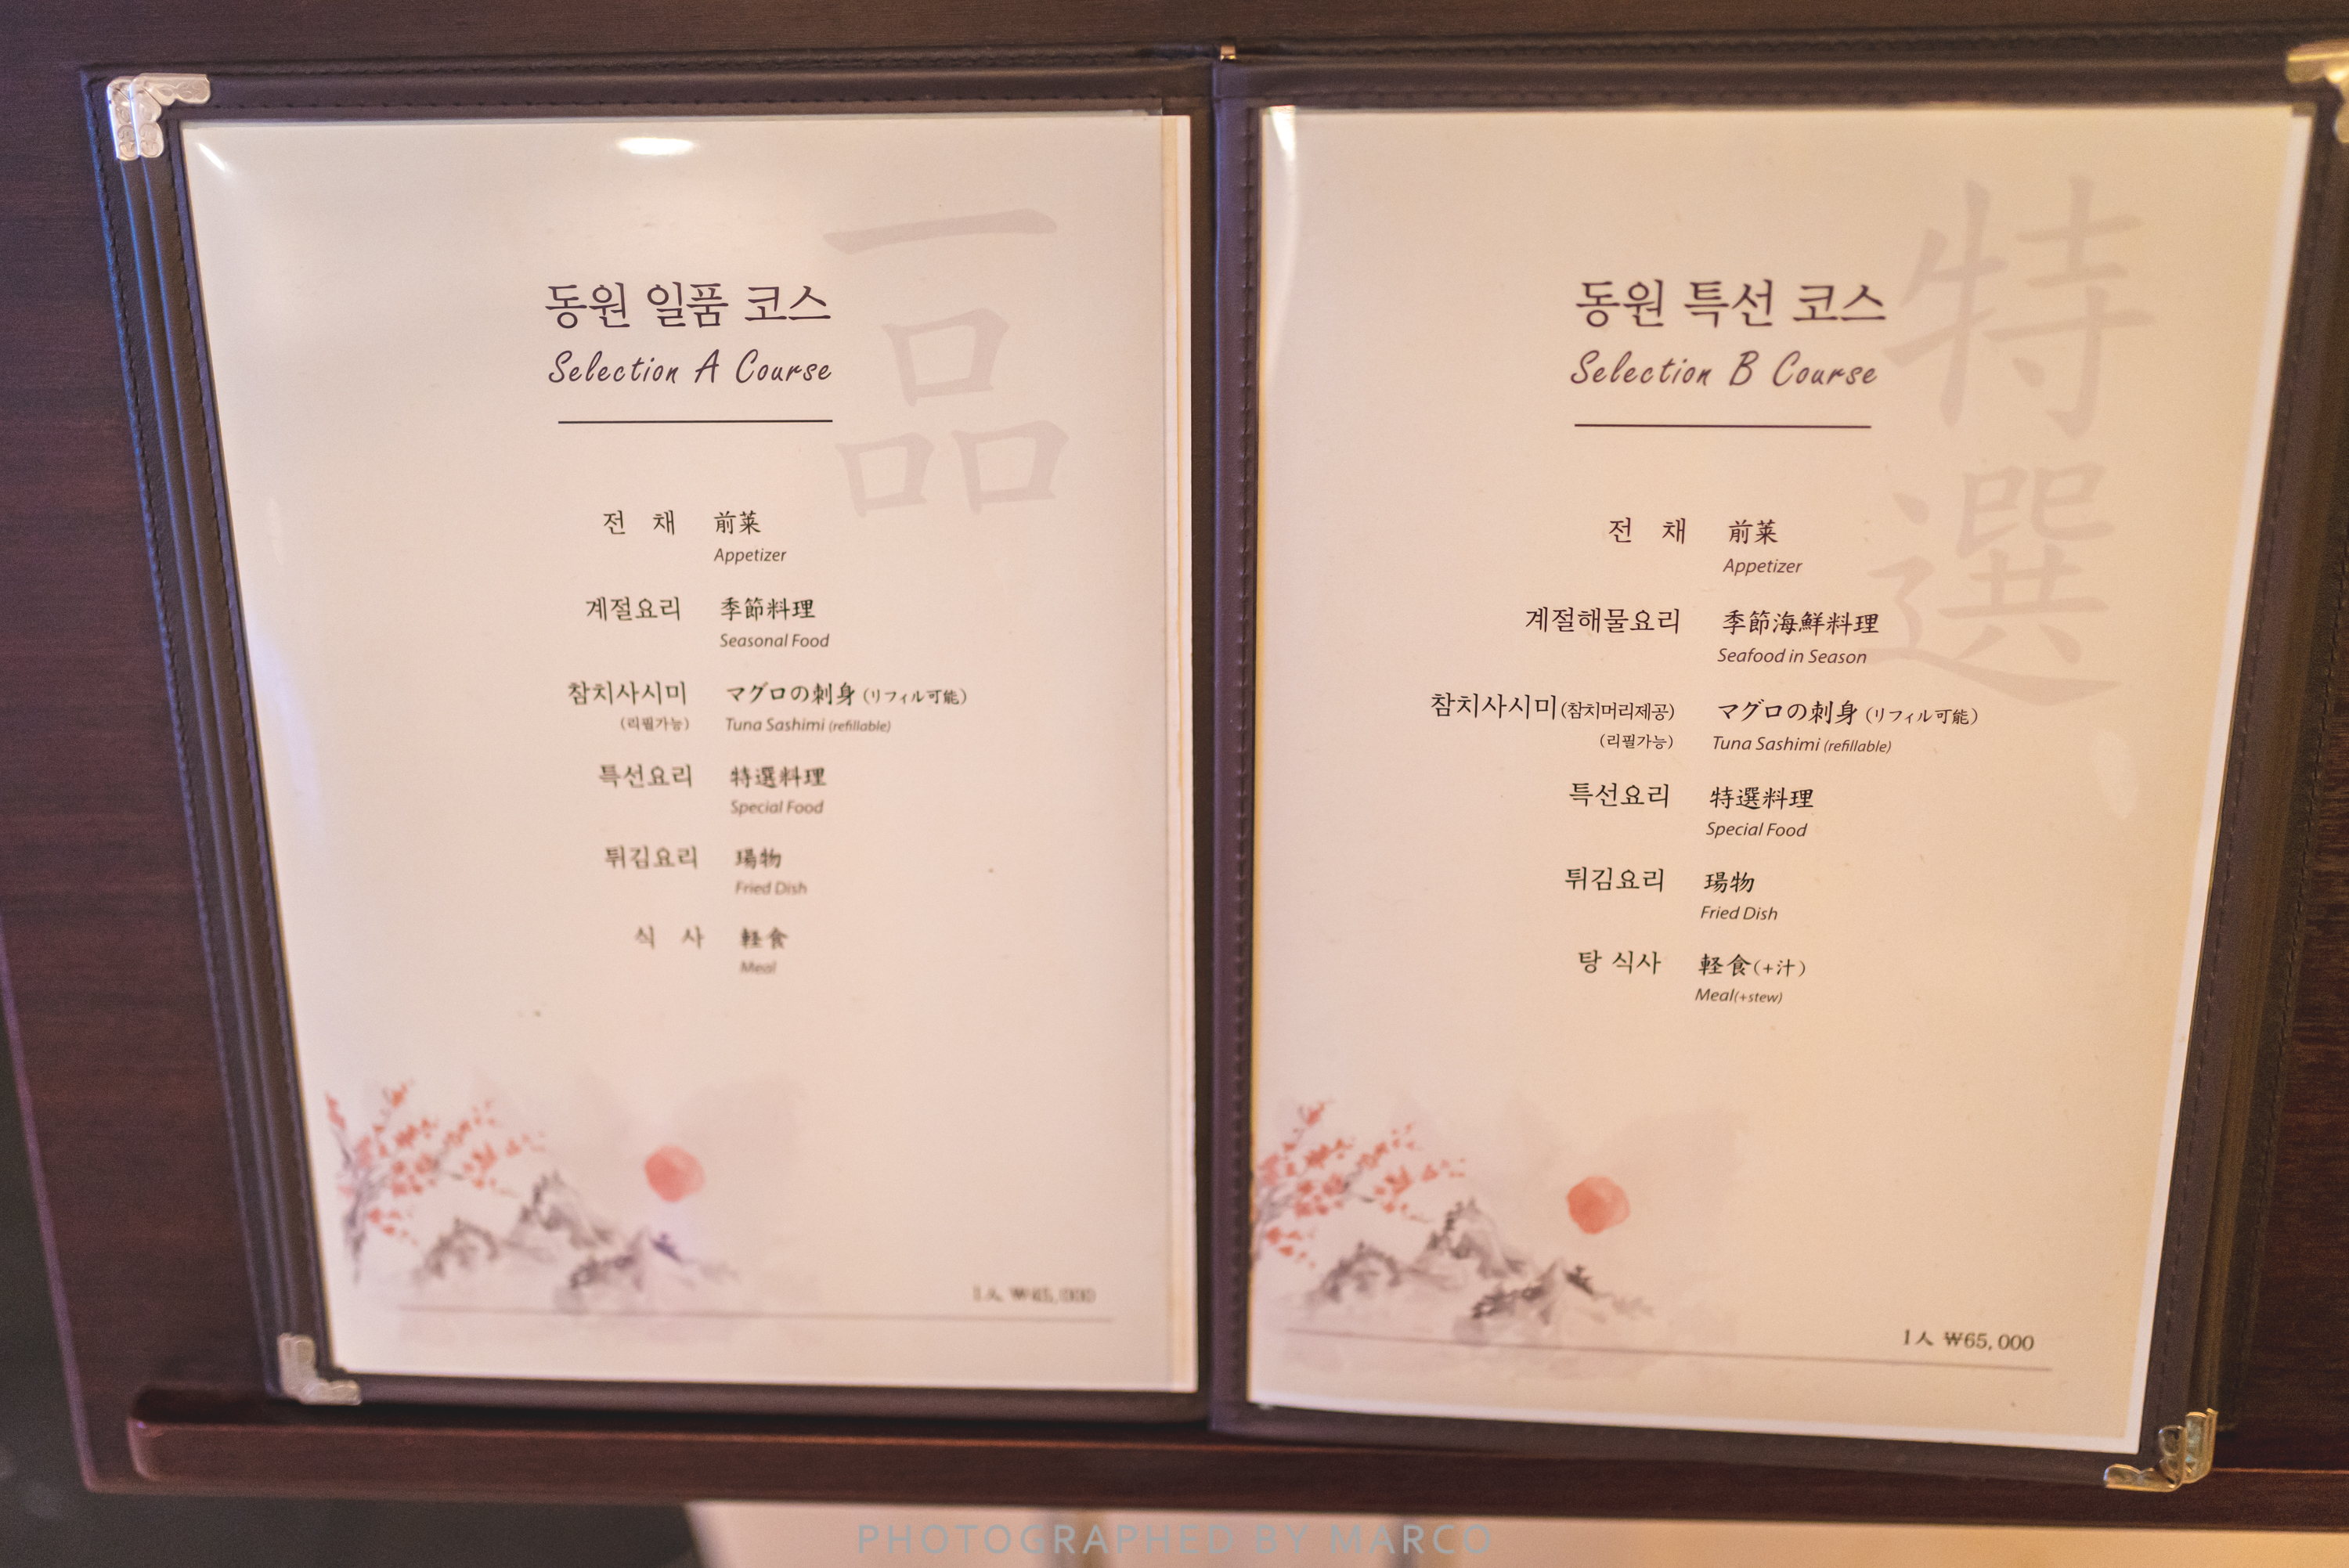 一品
동원 일품 코스
Selection A Course
전 채 前菜
Appetizer
계절요리 季節料理
Seasonal Food
참치사시미 マグロの刺身 (リフィル可能)
(리필가능) Tuna Sashimi (refillable)
특선요리 特選料理
Special Food
튀김요리 瑒物
Fried Dish
식 사 軽食
Meal
1人
特選
동원 특선 코스
Selection B Course
전 채 前菜
Appetizer
계절해물요리 季節海鮮料理
Seafood in Season
참치사시미(참치머리제공) マグロの刺身 (リフィル可能)
(리필가능) Tuna Sashimi (refillable)
특선요리 特選料理
Special Food
튀김요리 瑒物
Fried Dish
탕 식사 軽食(+汁)
Meal(+stew)
1人 ₩65,000
PHOTOGRAPHED BY MARCO